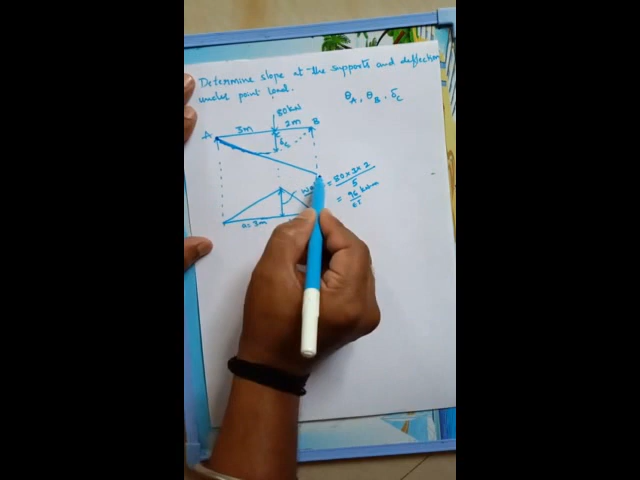 Determine slope at the supports and deflection
under point load.
θA, θB, δC
80kN
A 3m C 2m B
δC
= 80×3×2
5
= 96 kNm
EI
a=3m